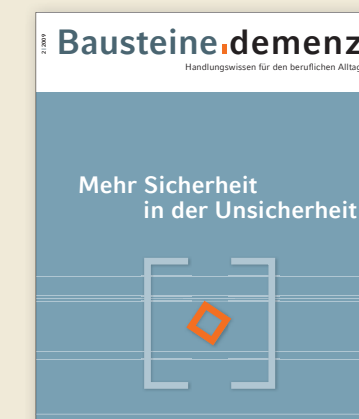 2|2009
Bausteine.demenz
Handlungswissen für den beruflichen Alltag
Mehr Sicherheit
in der Unsicherheit